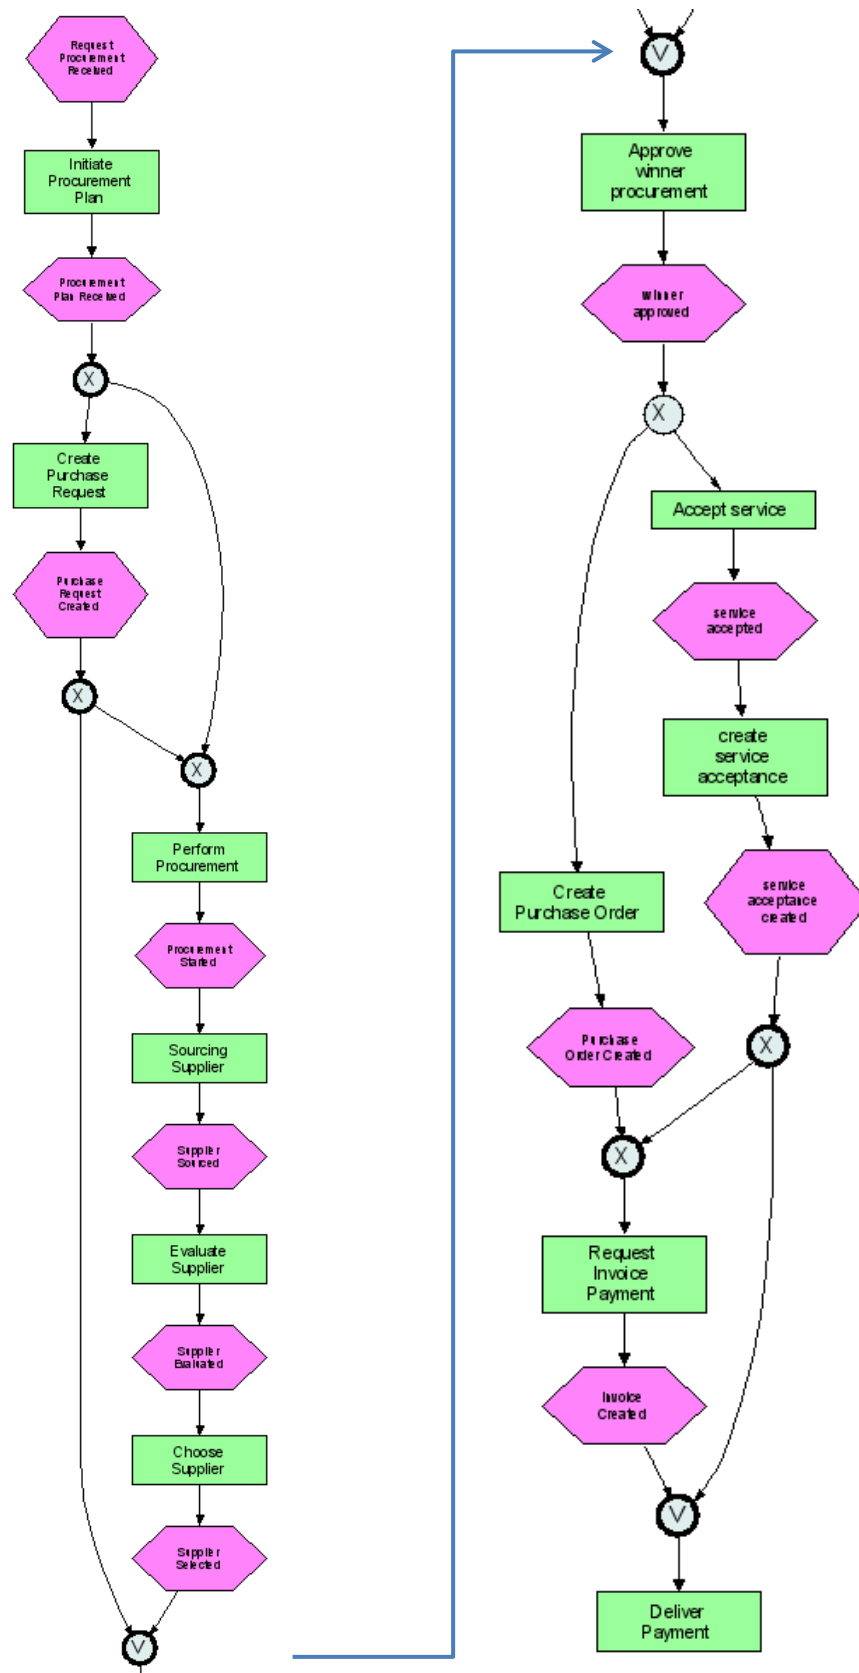 Request
Procurement
Received
Initiate
Procurement
Plan
Procurement
Plan Received
X
Create
Purchase
Request
Purchase
Request
Created
X
X
Perform
Procurement
Procurement
Started
Sourcing
Supplier
Supplier
Sourced
Evaluate
Supplier
Supplier
Evaluated
Choose
Supplier
Supplier
Selected
V
V
Approve
winner
procurement
winner
approved
X
Accept service
service
accepted
create
service
acceptance
service
acceptance
created
Create
Purchase Order
Purchase
Order Created
X
X
Request
Invoice
Payment
Invoice
Created
V
Deliver
Payment